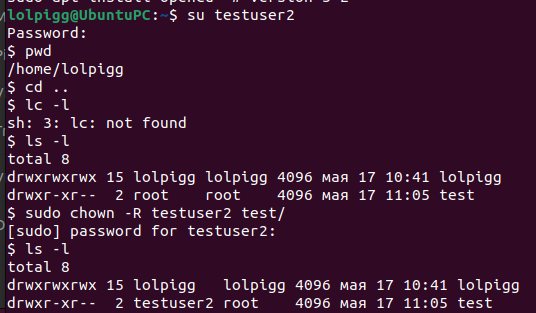 lolpigg@UbuntuPC:~$ su testuser2
Password:
$ pwd
/home/lolpigg
$ cd ..
$ lc -l
sh: 3: lc: not found
$ ls -l
total 8
drwxrwxrwx 15 lolpigg lolpigg 4096 мая 17 10:41 lolpigg
drwxr-xr-- 2 root root 4096 мая 17 11:05 test
$ sudo chown -R testuser2 test/
[sudo] password for testuser2:
$ ls -l
total 8
drwxrwxrwx 15 lolpigg lolpigg 4096 мая 17 10:41 lolpigg
drwxr-xr-- 2 testuser2 root 4096 мая 17 11:05 test